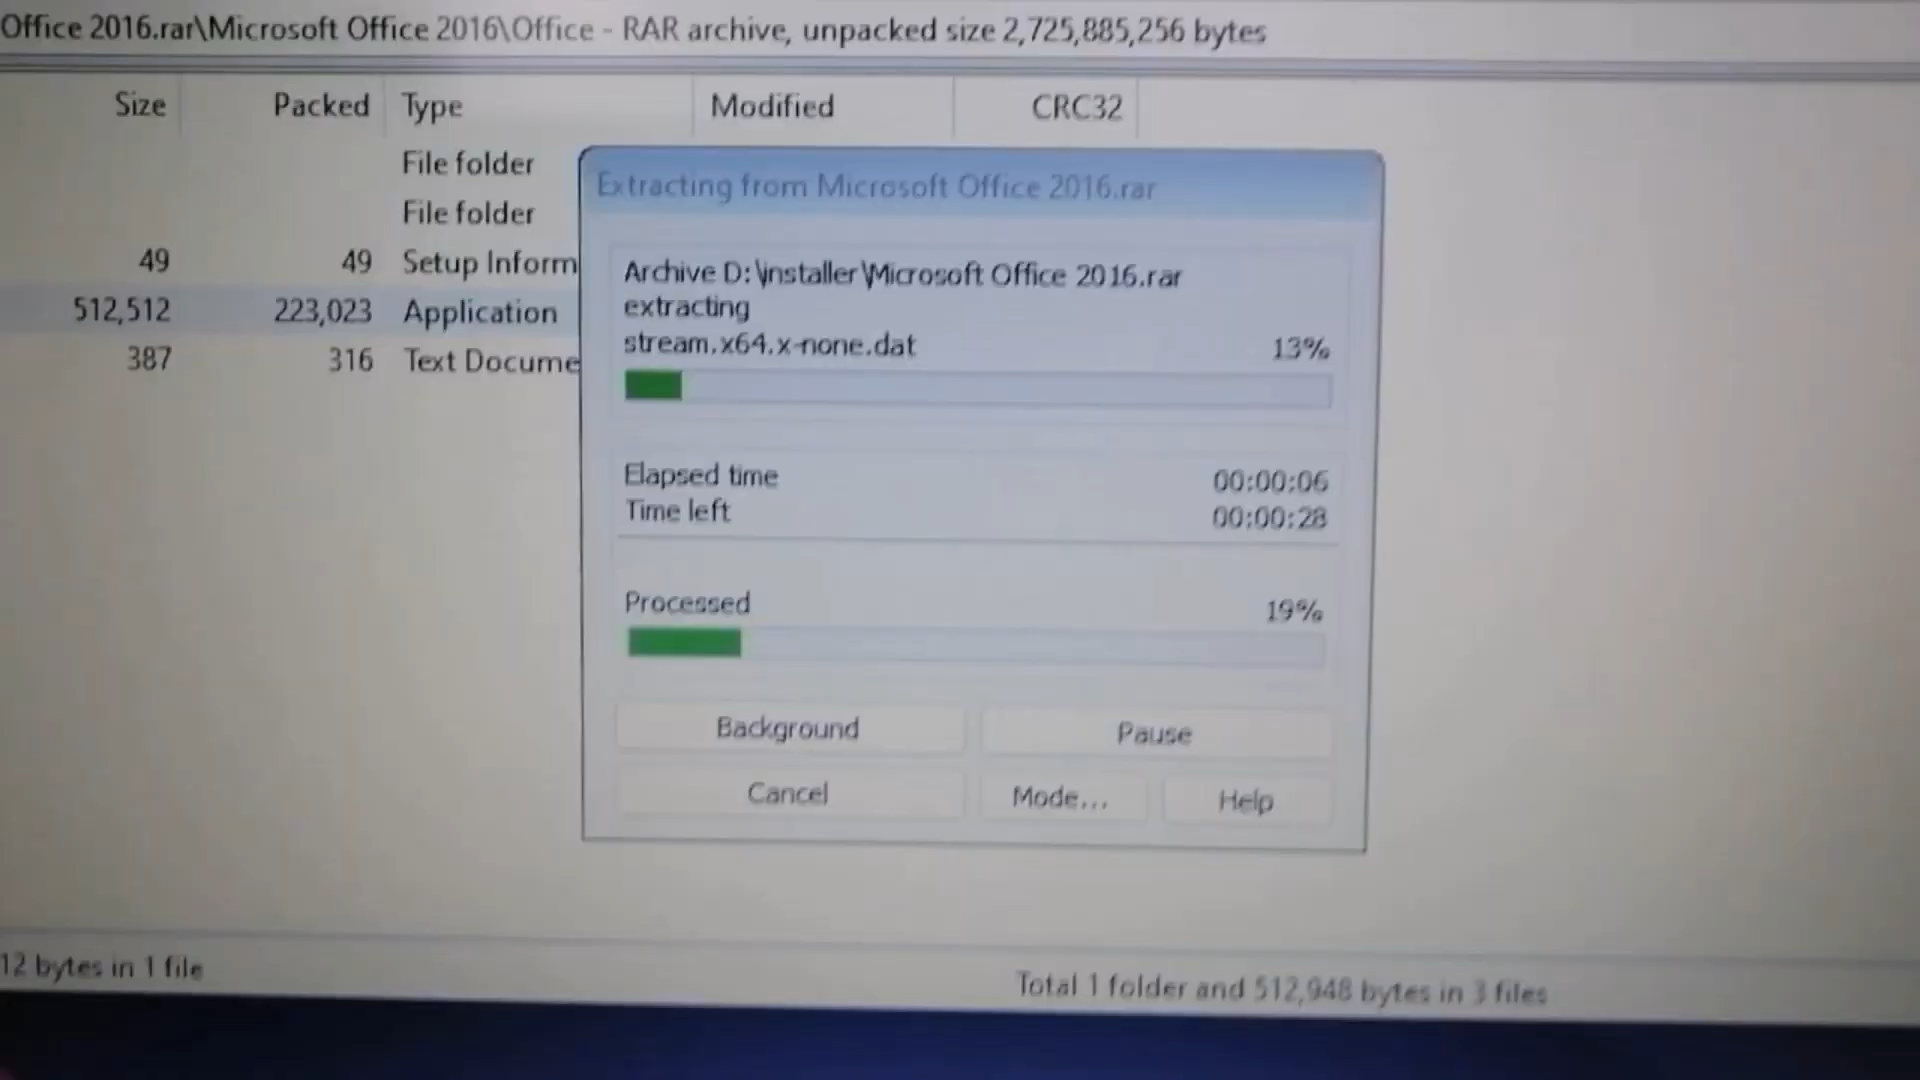 Office 2016.rar\Microsoft Office 2016\Office - RAR archive, unpacked size 2,725,885,256 bytes
Size Packed Type Modified CRC32
File folder
File folder
49 49 Setup Inform
512,512 223,023 Application
387 316 Text Docume
Extracting from Microsoft Office 2016.rar
Archive D:\installer\Microsoft Office 2016.rar
extracting
stream.x64.x-none.dat 13%
Elapsed time 00:00:06
Time left 00:00:28
Processed 19%
Background Pause
Cancel Mode... Help
12 bytes in 1 file Total 1 folder and 512,948 bytes in 3 files